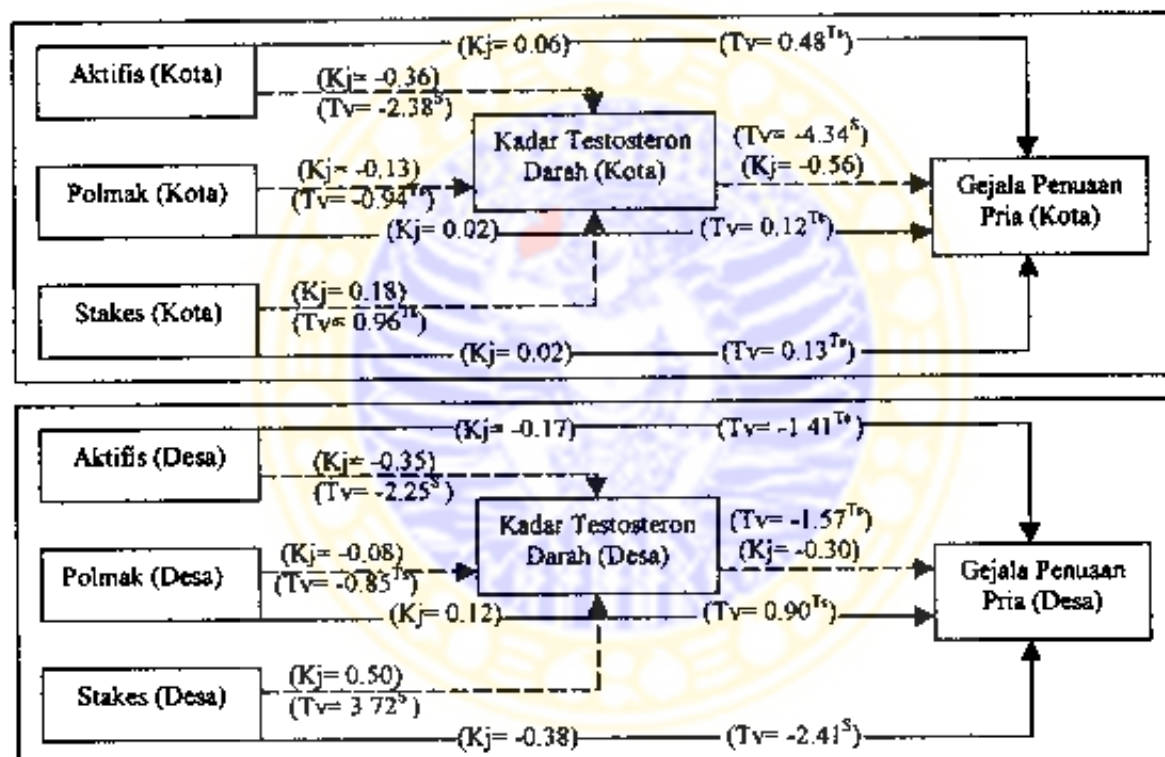 (Kj= 0.06) (Tv= 0.48^Ts)
Aktifis (Kota)
(Kj= -0.36)
(Tv= -2.38^S)
Kadar Testosteron
Darah (Kota)
(Tv= -4.34^S)
(Kj= -0.56)
Polmak (Kota)
(Kj= -0.13)
(Tv= -0.94^Ts)
Gejala Penuaan
Pria (Kota)
(Kj= 0.02) (Tv= 0.12^Ts)
Stakes (Kota)
(Kj= 0.18)
(Tv= 0.96^Ts)
(Kj= 0.02) (Tv= 0.13^Ts)
(Kj= -0.17) (Tv= -1.41^Ts)
Aktifis (Desa)
(Kj= -0.35)
(Tv= -2.25^S)
Kadar Testosteron
Darah (Desa)
(Tv= -1.57^Ts)
(Kj= -0.30)
Polmak (Desa)
(Kj= -0.08)
(Tv= -0.85^Ts)
Gejala Penuaan
Pria (Desa)
(Kj= 0.12) (Tv= 0.90^Ts)
Stakes (Desa)
(Kj= 0.50)
(Tv= 3.72^S)
(Kj= -0.38) (Tv= -2.41^S)